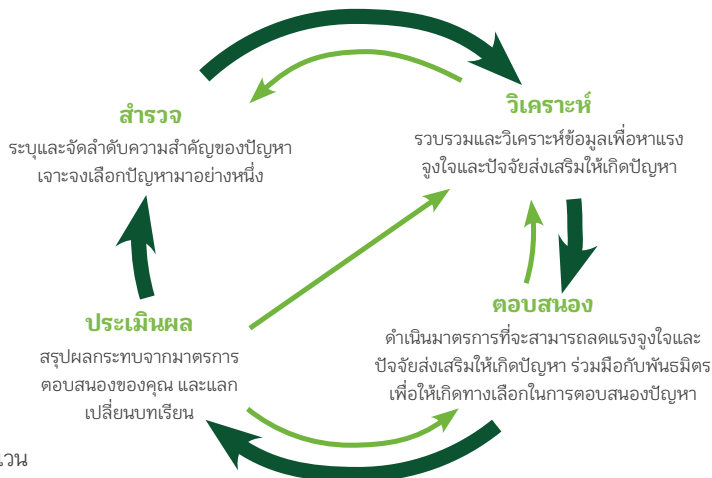 สำรวจ
ระบุและจัดลำดับความสำคัญของปัญหา
เจาะจงเลือกปัญหามาอย่างหนึ่ง
วิเคราะห์
รวบรวมและวิเคราะห์ข้อมูลเพื่อหาแรง
จูงใจและปัจจัยส่งเสริมให้เกิดปัญหา
ประเมินผล
สรุปผลกระทบจากมาตรการ
ตอบสนองของคุณ และแลก
เปลี่ยนบทเรียน
ตอบสนอง
ดำเนินมาตรการที่จะสามารถลดแรงจูงใจและ
ปัจจัยส่งเสริมให้เกิดปัญหา ร่วมมือกับพันธมิตร
เพื่อให้เกิดทางเลือกในการตอบสนองปัญหา